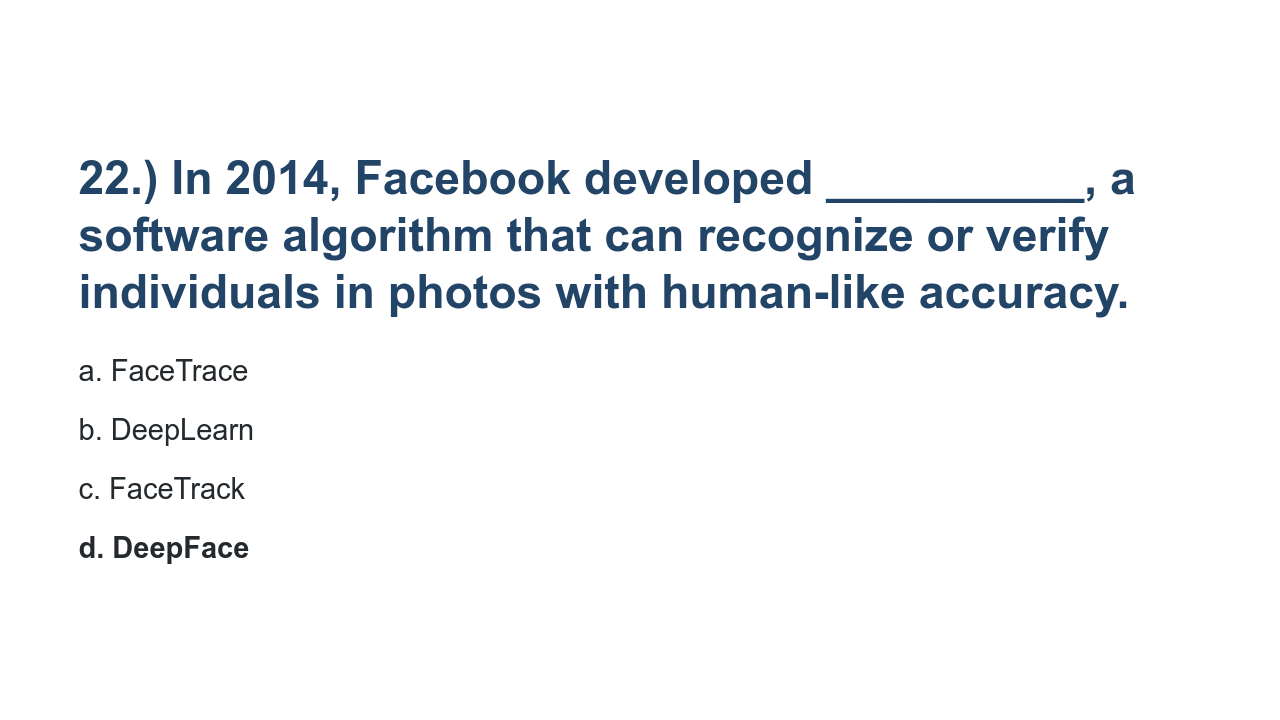 22.) In 2014, Facebook developed __________, a
software algorithm that can recognize or verify
individuals in photos with human-like accuracy.
a. FaceTrace
b. DeepLearn
c. FaceTrack
d. DeepFace